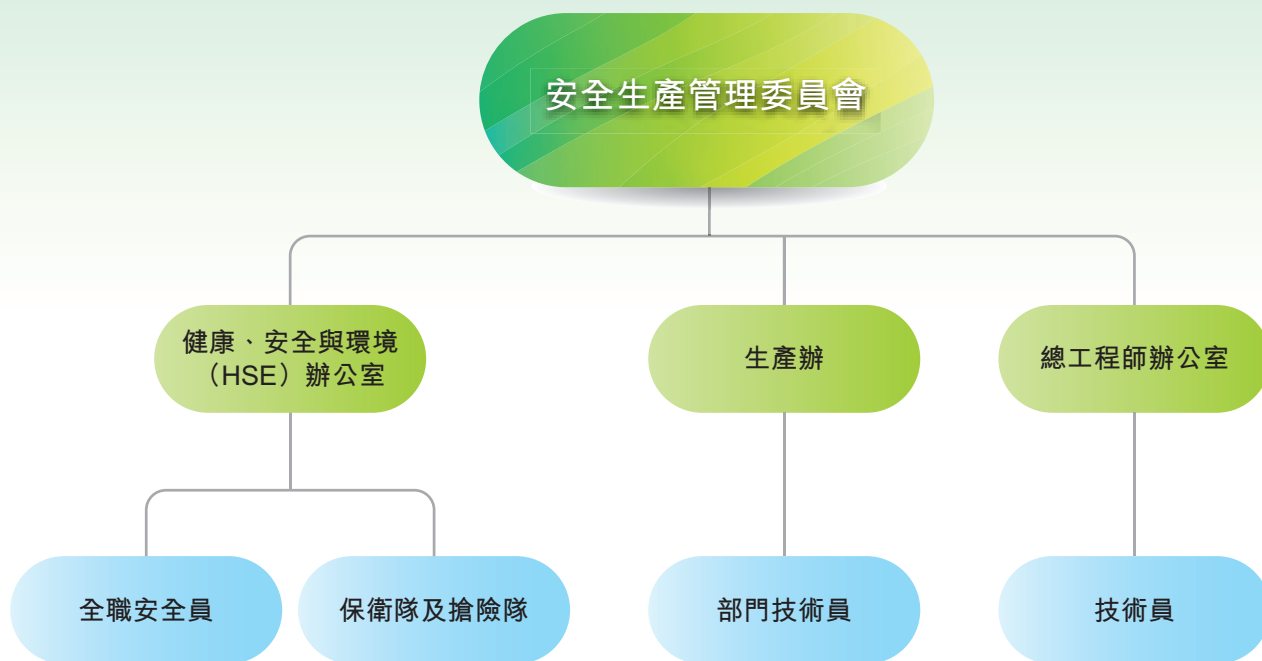 安全生產管理委員會
健康、安全與環境
（HSE）辦公室
生產辦
總工程師辦公室
全職安全員
保衛隊及搶險隊
部門技術員
技術員